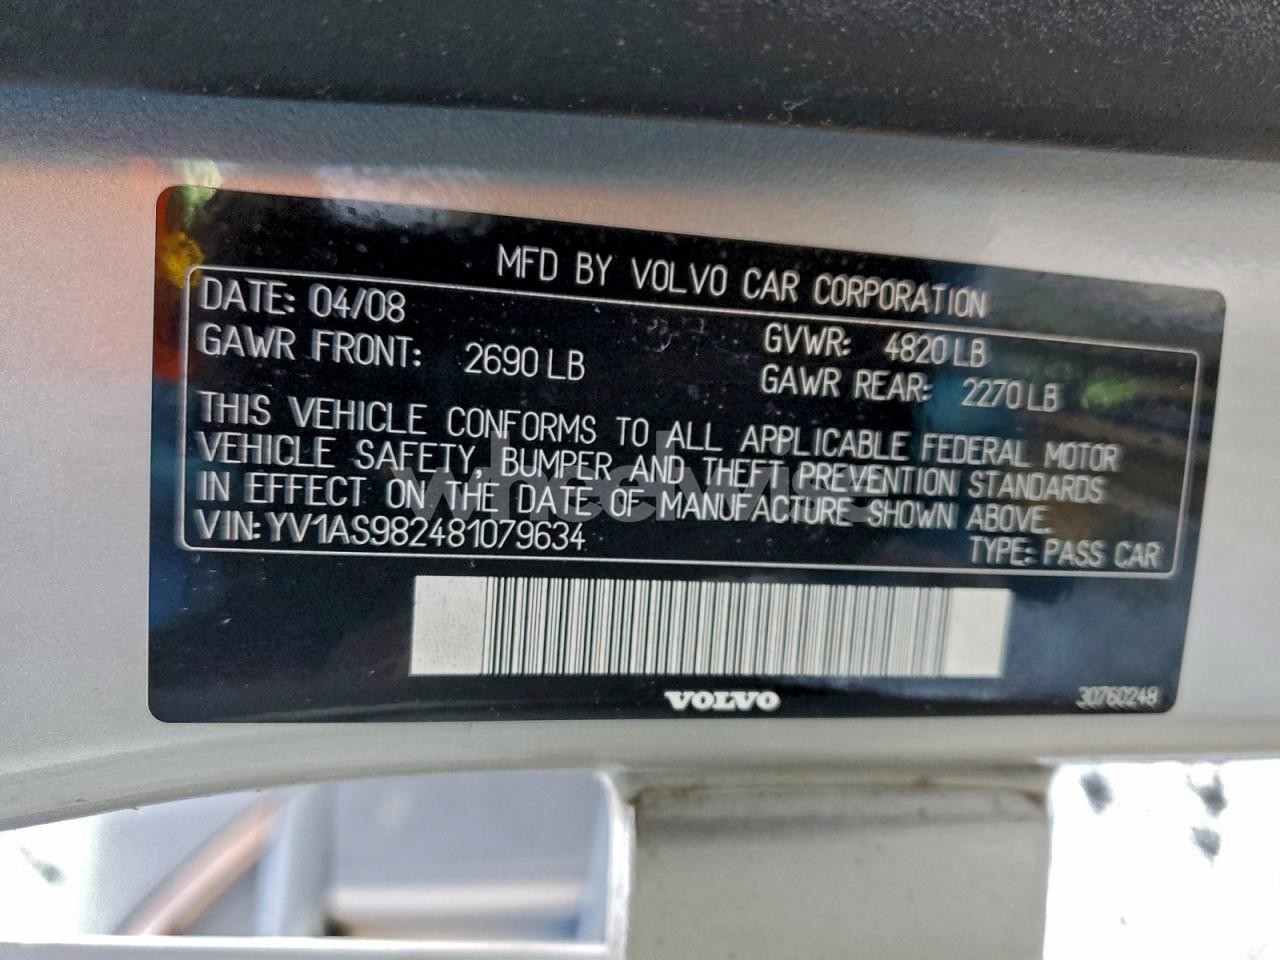 MFD BY VOLVO CAR CORPORATION
DATE: 04/08
GVWR: 4820 LB
GAWR FRONT: 2690 LB
GAWR REAR: 2270 LB
THIS VEHICLE CONFORMS TO ALL APPLICABLE FEDERAL MOTOR
VEHICLE SAFETY, BUMPER AND THEFT PREVENTION STANDARDS
IN EFFECT ON THE DATE OF MANUFACTURE SHOWN ABOVE.
VIN: YV1AS982481079634
TYPE: PASS CAR
VOLVO
30760248
wheelwise